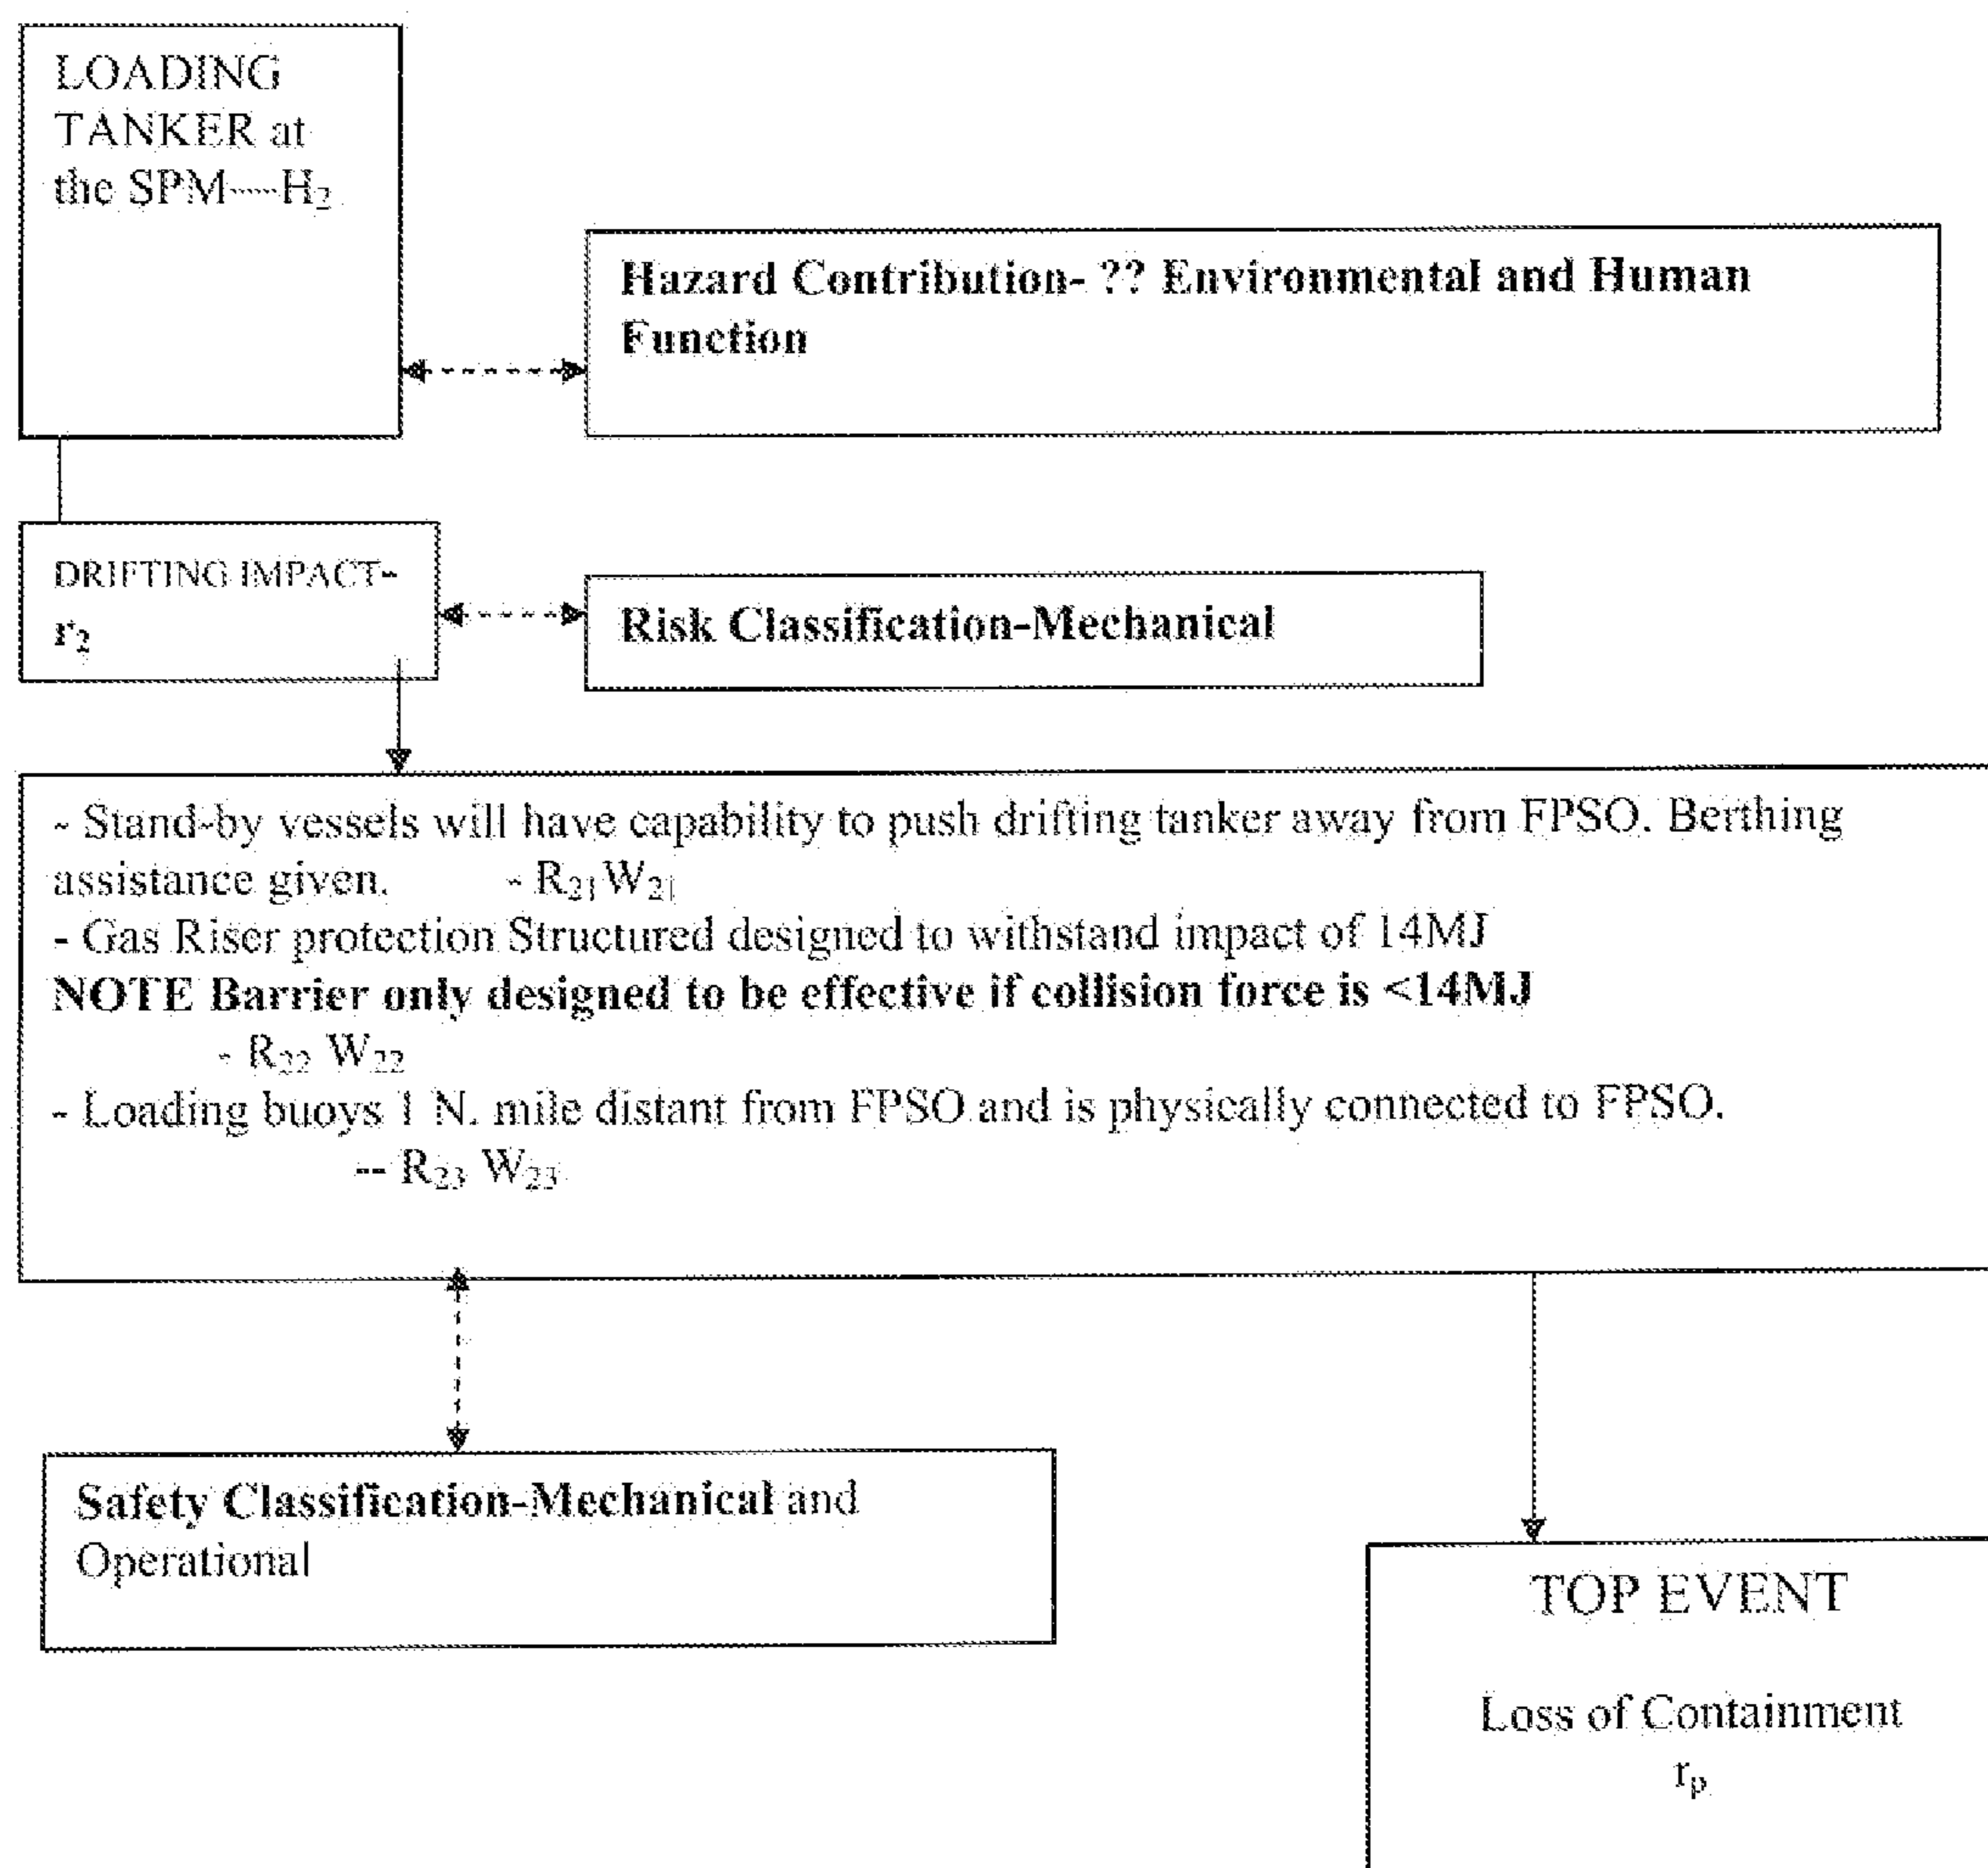 LOADING
TANKER at
the SPM----H₂
Hazard Contribution- ?? Environmental and Human
Function
DRIFTING IMPACT-
r₂
Risk Classification-Mechanical
- Stand-by vessels will have capability to push drifting tanker away from FPSO. Berthing
assistance given. - R₂₁W₂₁
- Gas Riser protection Structured designed to withstand impact of 14MJ
NOTE Barrier only designed to be effective if collision force is <14MJ
- R₂₂ W₂₂
- Loading buoys 1 N. mile distant from FPSO and is physically connected to FPSO.
-- R₂₃ W₂₃
Safety Classification-Mechanical and
Operational
TOP EVENT
Loss of Containment
rₚ